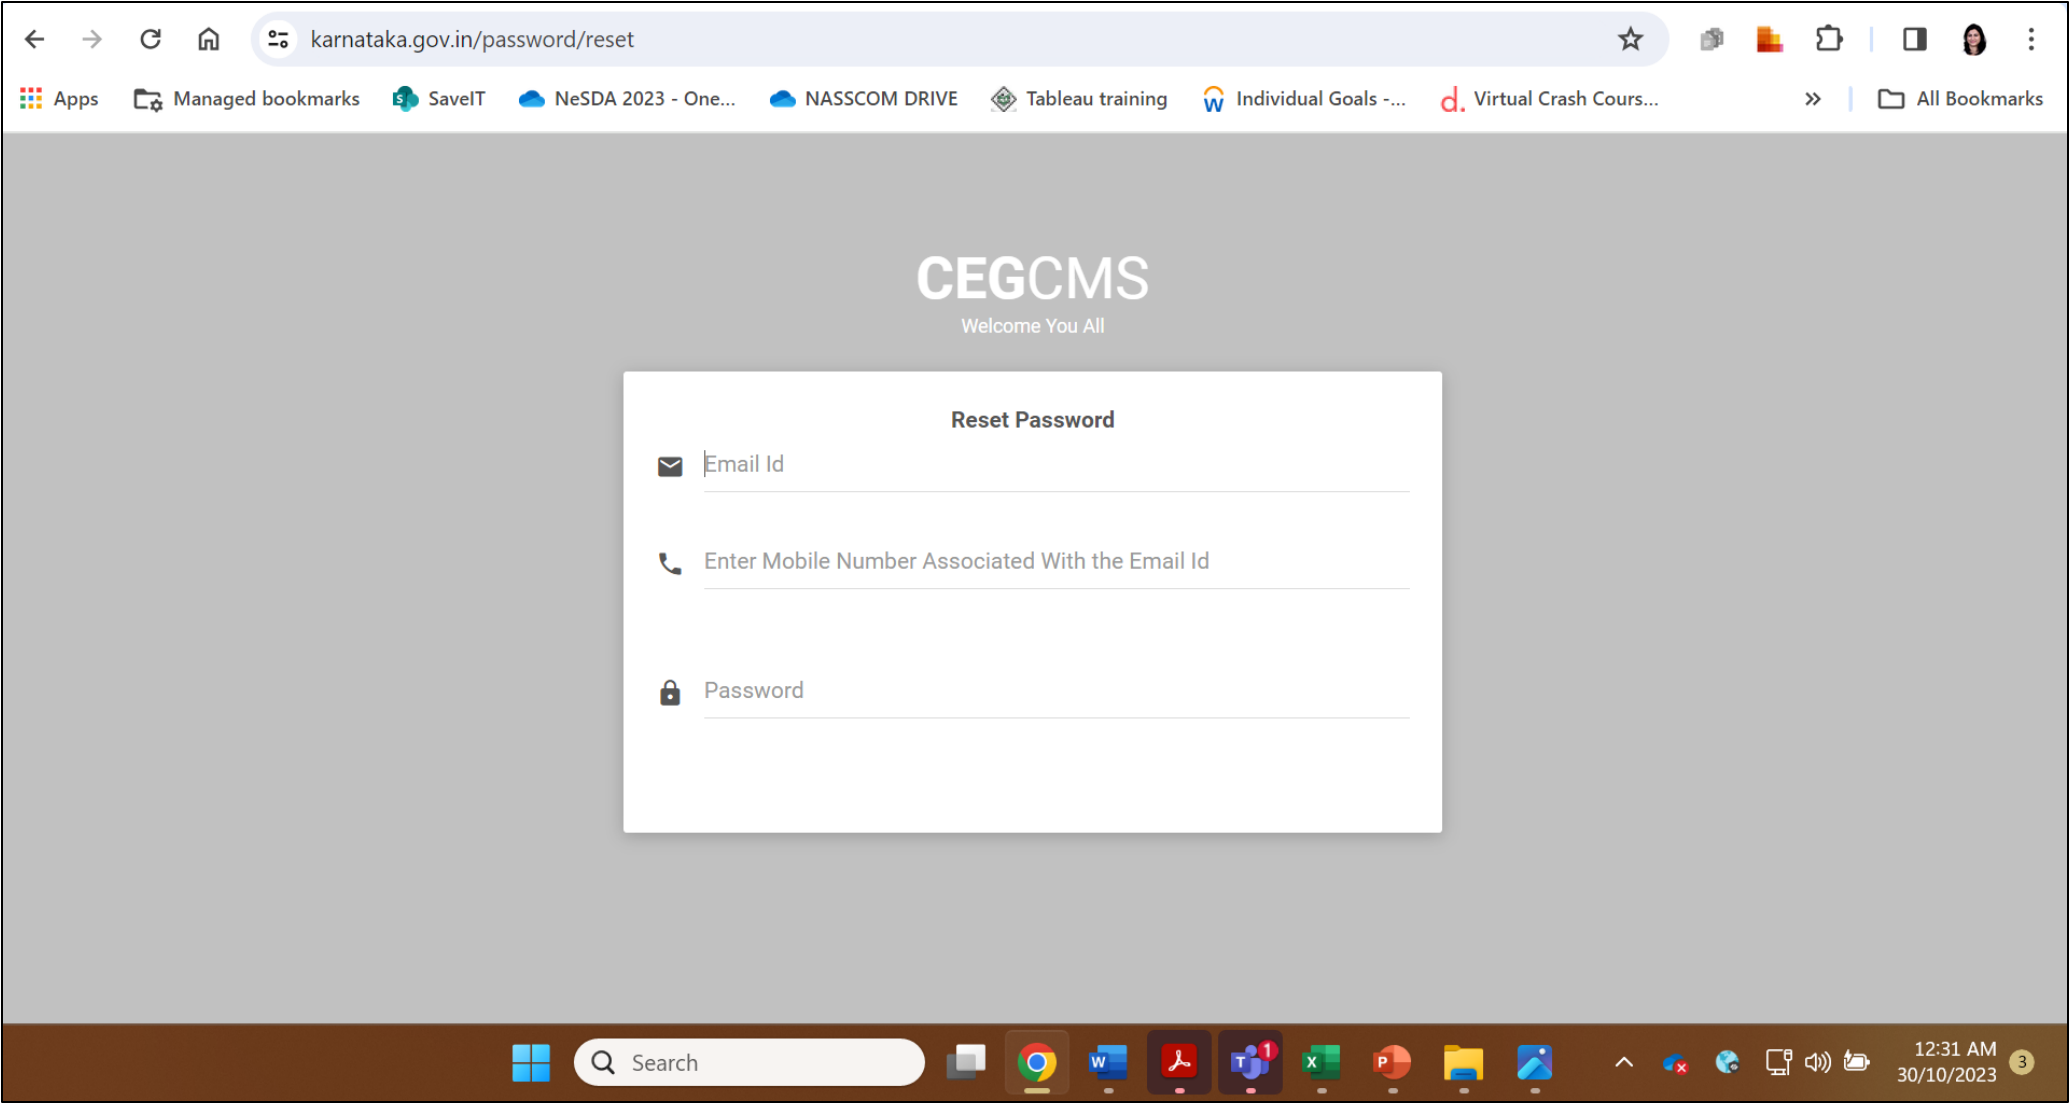 karnataka.gov.in/password/reset
Apps Managed bookmarks SaveIT NeSDA 2023 - One... NASSCOM DRIVE Tableau training Individual Goals -... Virtual Crash Cours... » All Bookmarks
CEGCMS
Welcome You All
Reset Password
Email Id
Enter Mobile Number Associated With the Email Id
Password
Search
1
12:31 AM
30/10/2023
3